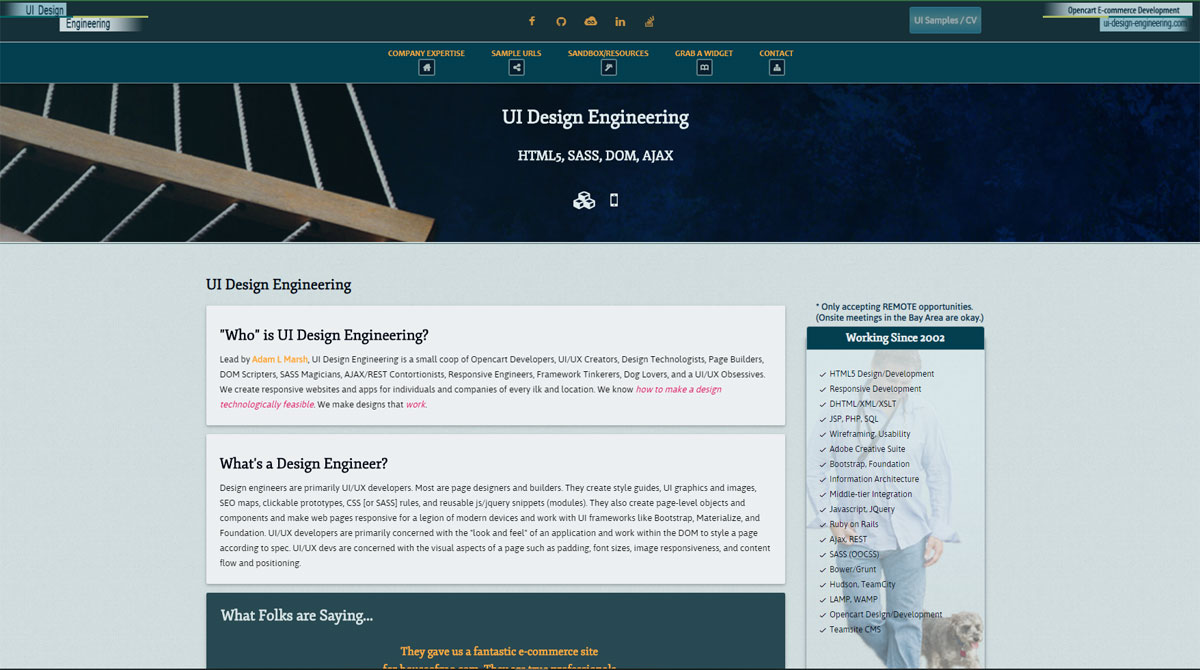 UI Design
Engineering
UI Samples / CV
Opencart E-commerce Development
ui-design-engineering.com
COMPANY EXPERTISE
SAMPLE URLS
SANDBOX/RESOURCES
GRAB A WIDGET
CONTACT
UI Design Engineering
HTML5, SASS, DOM, AJAX
UI Design Engineering
"Who" is UI Design Engineering?
Lead by Adam L Marsh, UI Design Engineering is a small coop of Opencart Developers, UI/UX Creators, Design Technologists, Page Builders,
DOM Scripters, SASS Magicians, AJAX/REST Contortionists, Responsive Engineers, Framework Tinkerers, Dog Lovers, and a UI/UX Obsessives.
We create responsive websites and apps for individuals and companies of every ilk and location. We know how to make a design
technologically feasible. We make designs that work.
What's a Design Engineer?
Design engineers are primarily UI/UX developers. Most are page designers and builders. They create style guides, UI graphics and images,
SEO maps, clickable prototypes, CSS [or SASS] rules, and reusable js/jquery snippets (modules). They also create page-level objects and
components and make web pages responsive for a legion of modern devices and work with UI frameworks like Bootstrap, Materialize, and
Foundation. UI/UX developers are primarily concerned with the "look and feel" of an application and work within the DOM to style a page
according to spec. UI/UX devs are concerned with the visual aspects of a page such as padding, font sizes, image responsiveness, and content
flow and positioning.
What Folks are Saying...
They gave us a fantastic e-commerce site
* Only accepting REMOTE opportunities.
(Onsite meetings in the Bay Area are okay.)
Working Since 2002
HTML5 Design/Development
Responsive Development
DHTML/XML/XSLT
JSP, PHP, SQL
Wireframing, Usability
Adobe Creative Suite
Bootstrap, Foundation
Information Architecture
Middle-tier Integration
Javascript, JQuery
Ruby on Rails
Ajax, REST
SASS (OOCSS)
Bower/Grunt
Hudson, TeamCity
LAMP, WAMP
Opencart Design/Development
Teamsite CMS